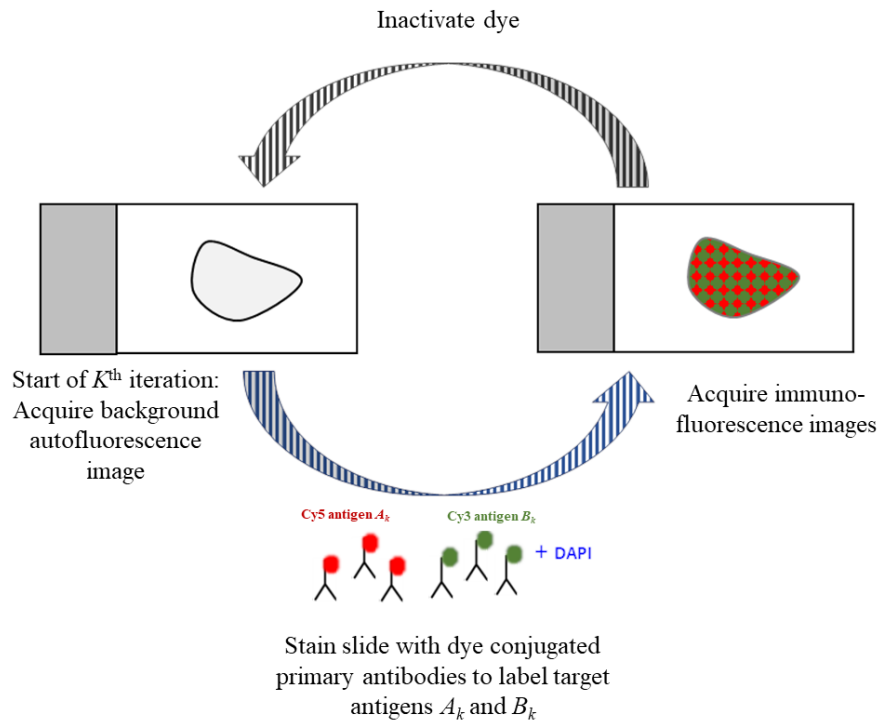 Inactivate dye
Start of Kth iteration:
Acquire background
autofluorescence
image
Acquire immuno-
fluorescence images
Cy5 antigen Ak
Cy3 antigen Bk
+ DAPI
Stain slide with dye conjugated
primary antibodies to label target
antigens Ak and Bk